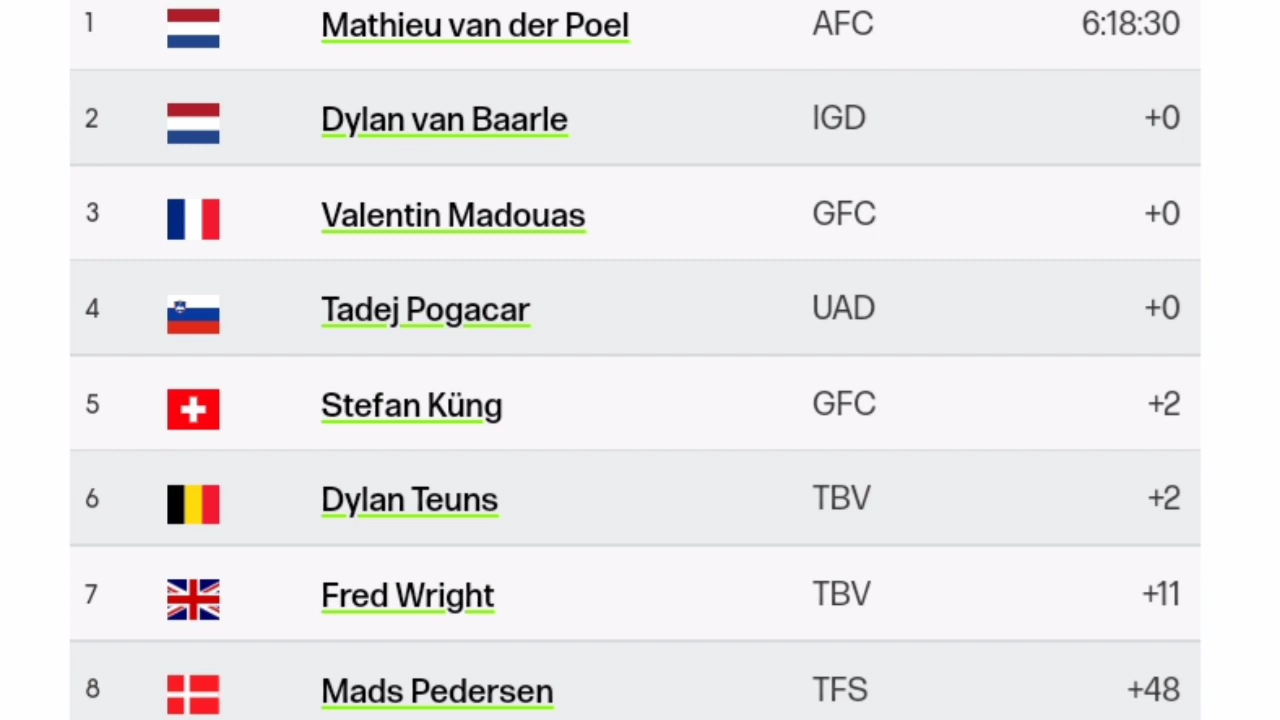 1 Mathieu van der Poel AFC 6:18:30
2 Dylan van Baarle IGD +0
3 Valentin Madouas GFC +0
4 Tadej Pogacar UAD +0
5 Stefan Küng GFC +2
6 Dylan Teuns TBV +2
7 Fred Wright TBV +11
8 Mads Pedersen TFS +48